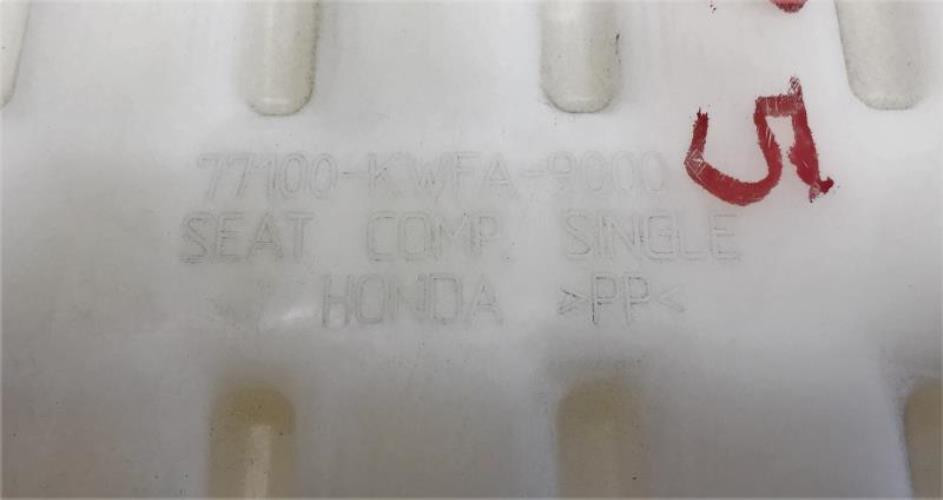 77100-KWFA-9000
SEAT COMP. SINGLE
HONDA >PP<
5